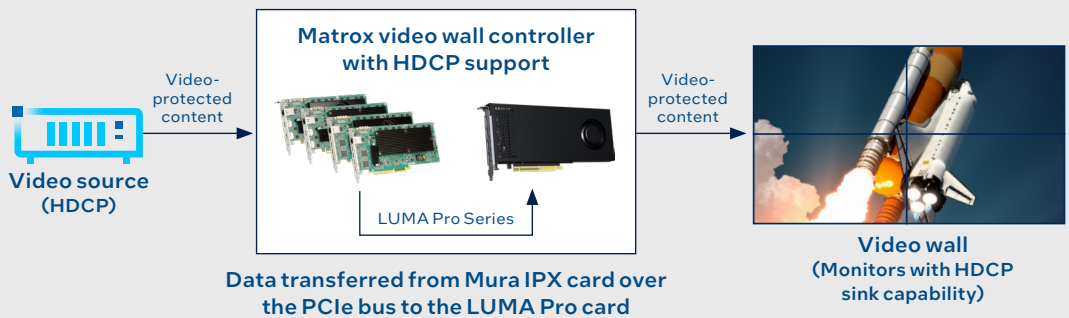 Matrox video wall controller
with HDCP support
Video-
protected
content
Video source
(HDCP)
LUMA Pro Series
Data transferred from Mura IPX card over
the PCIe bus to the LUMA Pro card
Video-
protected
content
Video wall
(Monitors with HDCP
sink capability)